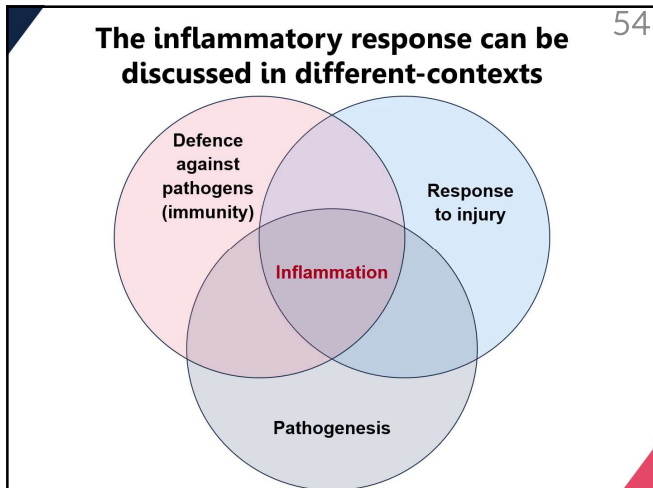 54
The inflammatory response can be
discussed in different-contexts
Defence
against
pathogens
(immunity)
Response
to injury
Inflammation
Pathogenesis